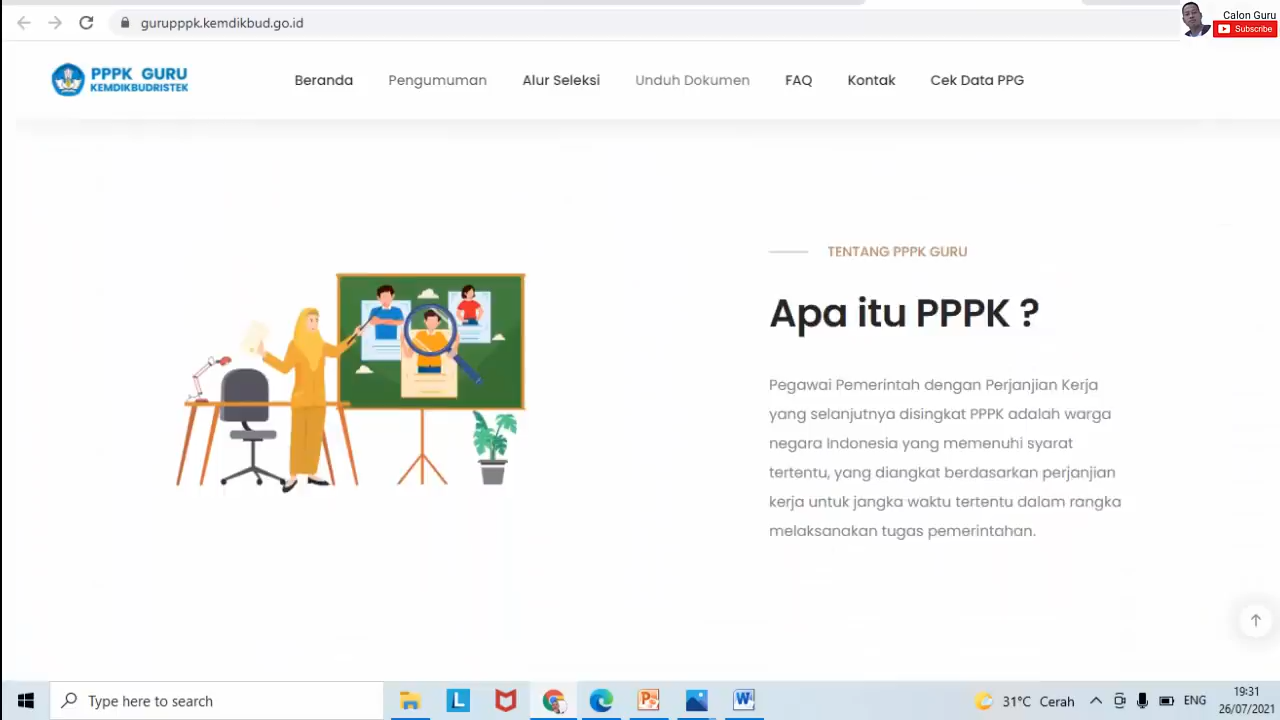 gurupppk.kemdikbud.go.id
Calon Guru
Subscribe
PPPK GURU
KEMDIKBUDRISTEK
Beranda
Pengumuman
Alur Seleksi
Unduh Dokumen
FAQ
Kontak
Cek Data PPG
TENTANG PPPK GURU
Apa itu PPPK ?
Pegawai Pemerintah dengan Perjanjian Kerja
yang selanjutnya disingkat PPPK adalah warga
negara Indonesia yang memenuhi syarat
tertentu, yang diangkat berdasarkan perjanjian
kerja untuk jangka waktu tertentu dalam rangka
melaksanakan tugas pemerintahan.
Type here to search
31°C Cerah
ENG
19:31
26/07/2021